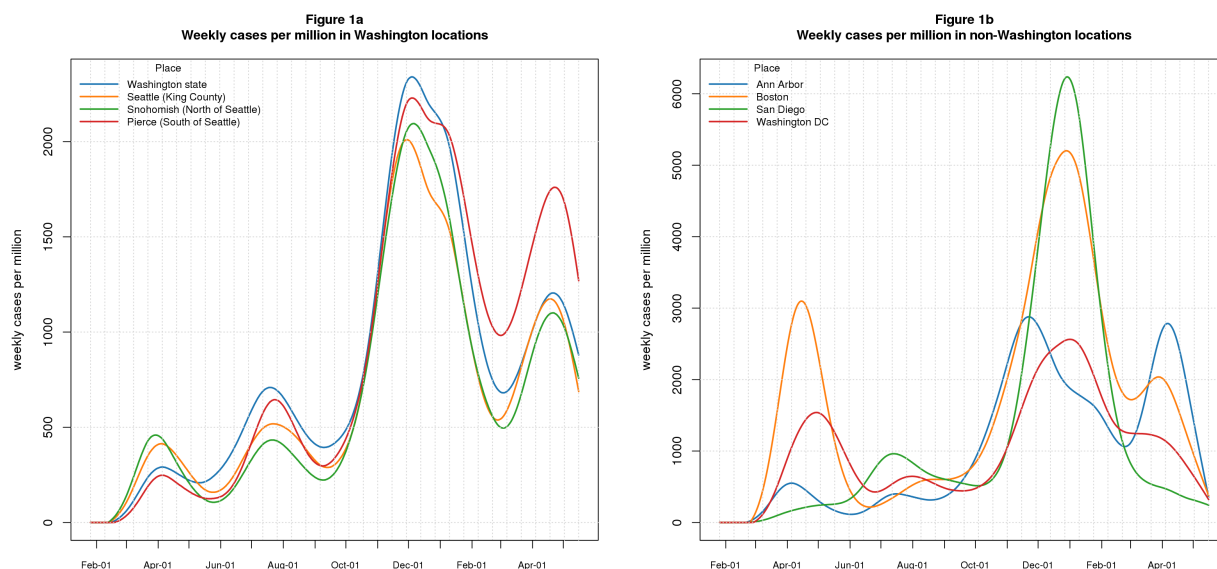 Figure 1a
Weekly cases per million in Washington locations
Place
Washington state
Seattle (King County)
Snohomish (North of Seattle)
Pierce (South of Seattle)
weekly cases per million
2000
1500
1000
500
0
Feb-01 Apr-01 Jun-01 Aug-01 Oct-01 Dec-01 Feb-01 Apr-01
Figure 1b
Weekly cases per million in non-Washington locations
Place
Ann Arbor
Boston
San Diego
Washington DC
weekly cases per million
6000
5000
4000
3000
2000
1000
0
Feb-01 Apr-01 Jun-01 Aug-01 Oct-01 Dec-01 Feb-01 Apr-01